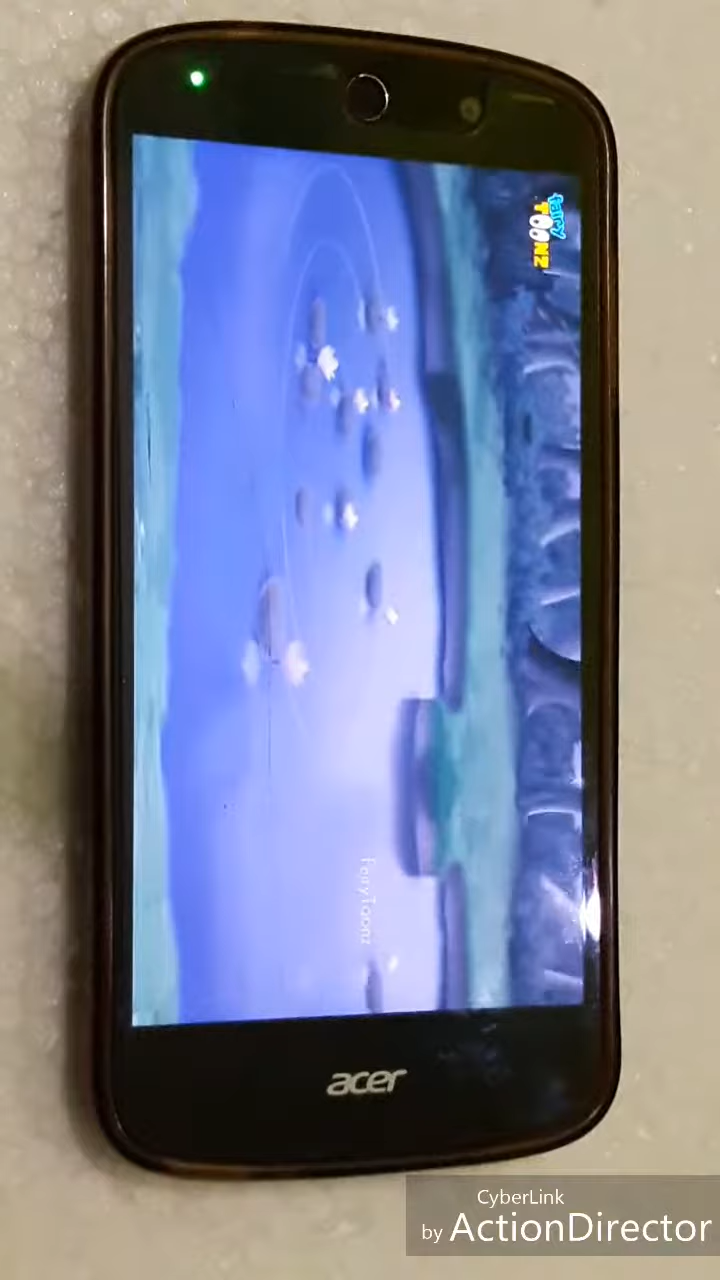 fairy
TOONZ
FairyToonz
acer
CyberLink
by ActionDirector